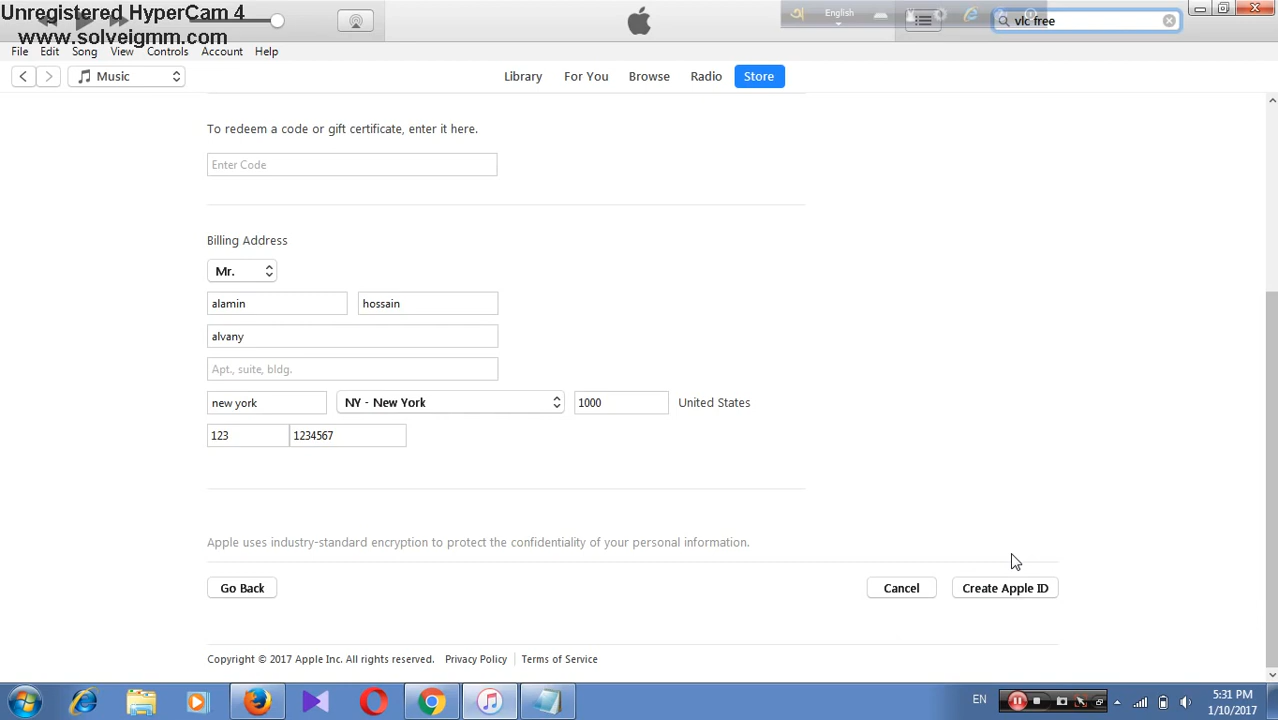 Unregistered HyperCam 4
www.solveigmm.com
English
vlc free
File Edit Song View Controls Account Help
Music
Library For You Browse Radio Store
To redeem a code or gift certificate, enter it here.
Enter Code
Billing Address
Mr.
alamin hossain
alvany
Apt., suite, bldg.
new york NY - New York 1000 United States
123 1234567
Apple uses industry-standard encryption to protect the confidentiality of your personal information.
Go Back Cancel Create Apple ID
Copyright © 2017 Apple Inc. All rights reserved. Privacy Policy Terms of Service
EN
5:31 PM
1/10/2017